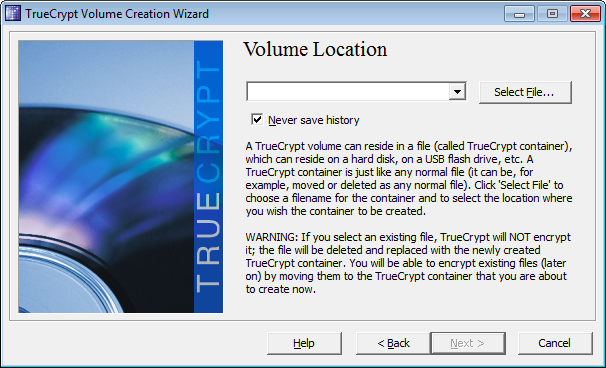 TrueCrypt Volume Creation Wizard
TRUECRYPT
Volume Location
Select File...
Never save history
A TrueCrypt volume can reside in a file (called TrueCrypt container),
which can reside on a hard disk, on a USB flash drive, etc. A
TrueCrypt container is just like any normal file (it can be, for
example, moved or deleted as any normal file). Click 'Select File' to
choose a filename for the container and to select the location where
you wish the container to be created.
WARNING: If you select an existing file, TrueCrypt will NOT encrypt
it; the file will be deleted and replaced with the newly created
TrueCrypt container. You will be able to encrypt existing files (later
on) by moving them to the TrueCrypt container that you are about
to create now.
Help
< Back
Next >
Cancel